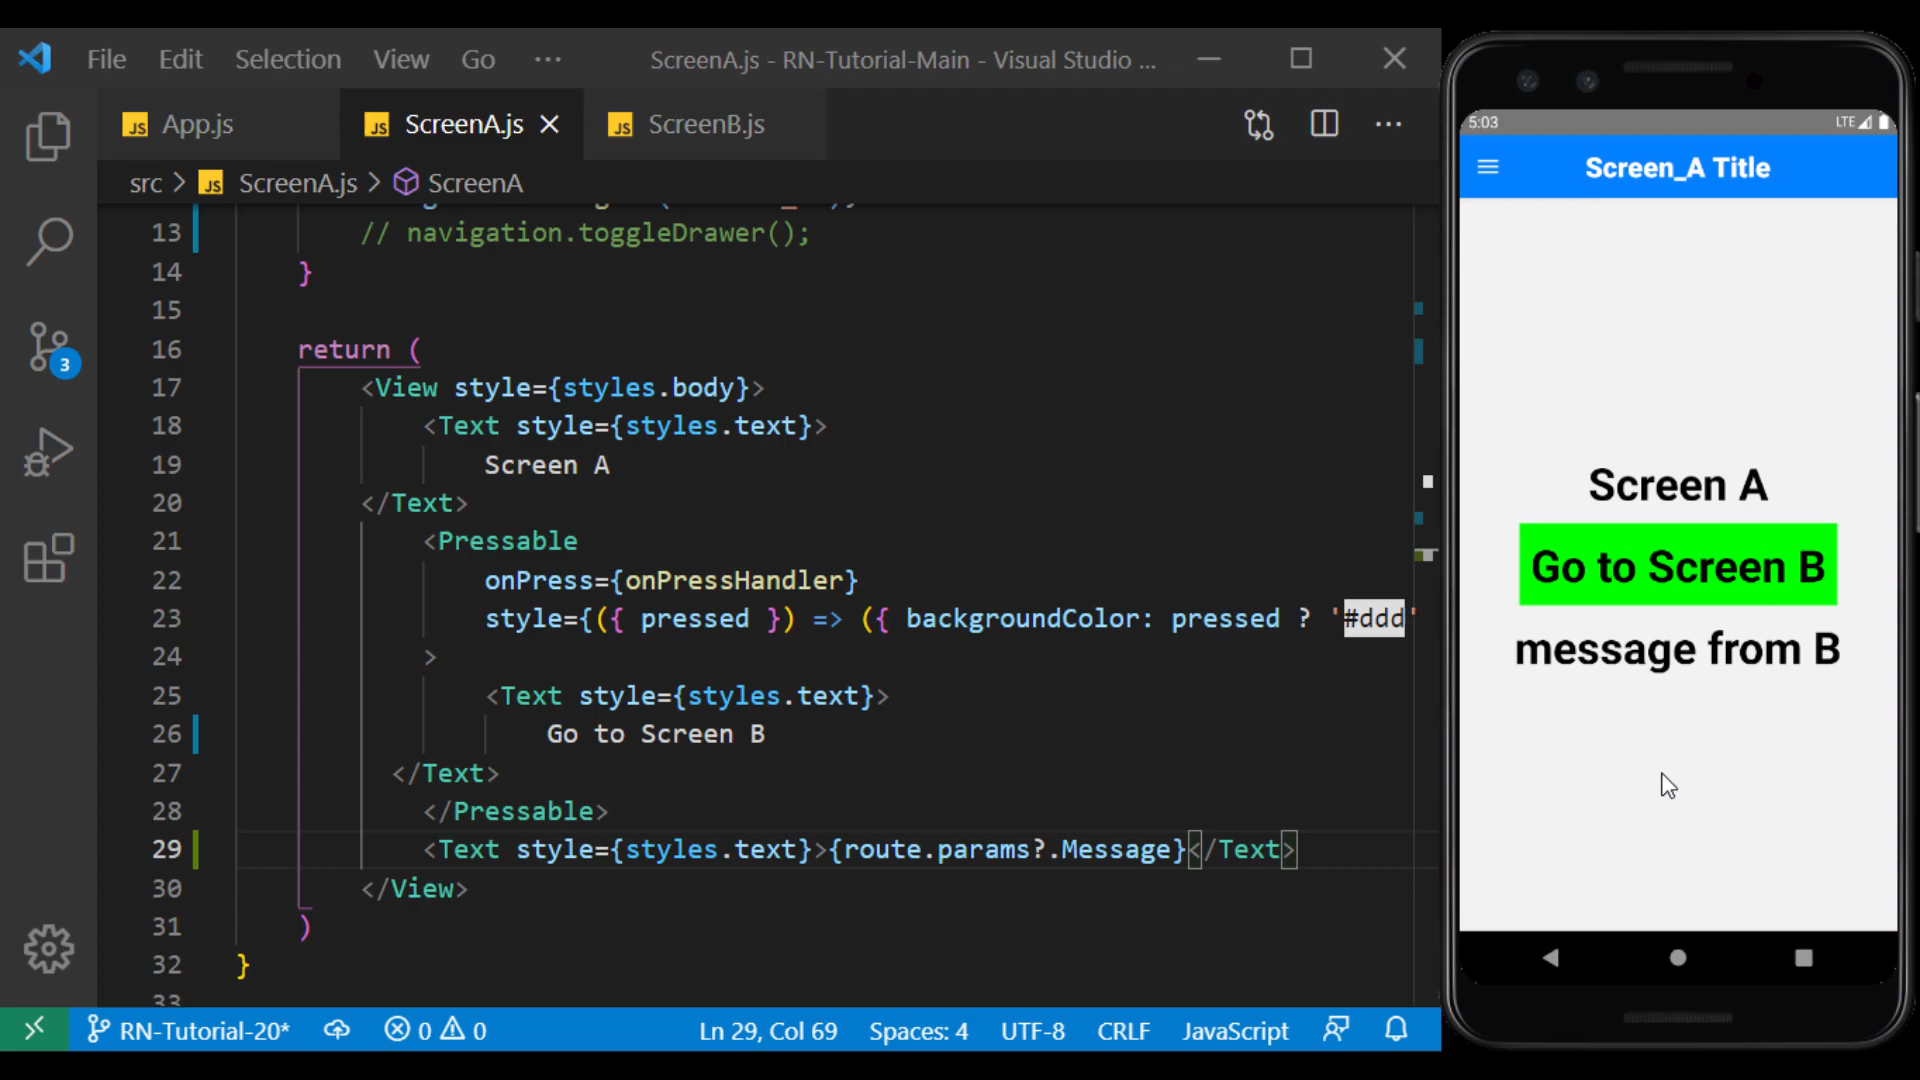 File Edit Selection View Go ··· ScreenA.js - RN-Tutorial-Main - Visual Studio ...
JS App.js JS ScreenA.js JS ScreenB.js ···
src > JS ScreenA.js > ScreenA
13 // navigation.toggleDrawer();
14 }
15
16 return (
17 <View style={styles.body}>
18 <Text style={styles.text}>
19 Screen A
20 </Text>
21 <Pressable
22 onPress={onPressHandler}
23 style={({ pressed }) => ({ backgroundColor: pressed ? '#ddd'
24 >
25 <Text style={styles.text}>
26 Go to Screen B
27 </Text>
28 </Pressable>
29 <Text style={styles.text}>{route.params?.Message}</Text>
30 </View>
31 )
32 }
33
3
RN-Tutorial-20* 0 0 Ln 29, Col 69 Spaces: 4 UTF-8 CRLF JavaScript
5:03 LTE
Screen_A Title
Screen A
Go to Screen B
message from B